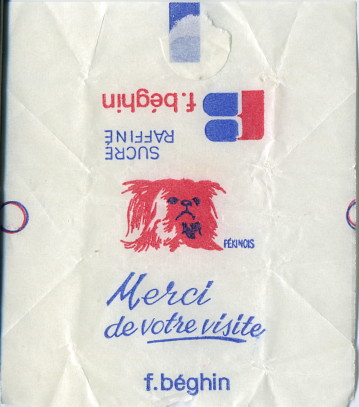 f. béghin
SUCRE
RAFFINÉ
PÉKINOIS
Merci
de votre visite
f. béghin